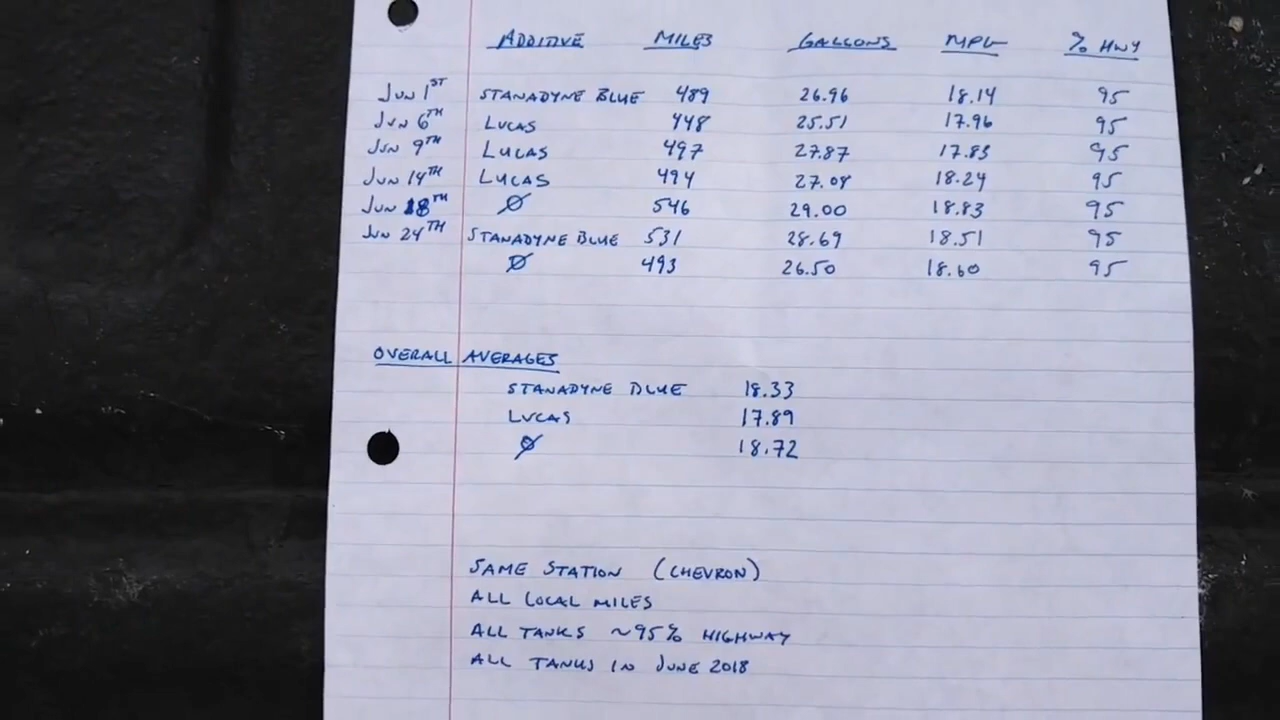 ADDITIVE MILES GALLONS MPG % HWY
JUN 1ST STANADYNE BLUE 489 26.96 18.14 95
JUN 6TH LUCAS 448 25.51 17.96 95
JUN 9TH LUCAS 497 27.87 17.83 95
JUN 14TH LUCAS 494 27.08 18.24 95
JUN 18TH Ø 546 29.00 18.83 95
JUN 24TH STANADYNE BLUE 531 28.69 18.51 95
Ø 493 26.50 18.60 95
OVERALL AVERAGES
STANADYNE BLUE 18.33
LUCAS 17.89
Ø 18.72
SAME STATION (CHEVRON)
ALL LOCAL MILES
ALL TANKS ~95% HIGHWAY
ALL TANKS IN JUNE 2018